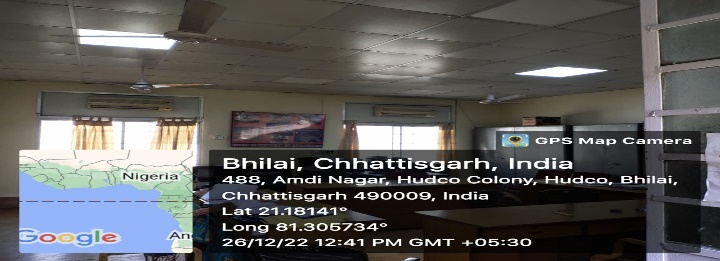 GPS Map Camera
Nigeria
Google
An
Bhilai, Chhattisgarh, India
488, Amdi Nagar, Hudco Colony, Hudco, Bhilai,
Chhattisgarh 490009, India
Lat 21.18141°
Long 81.305734°
26/12/22 12:41 PM GMT +05:30